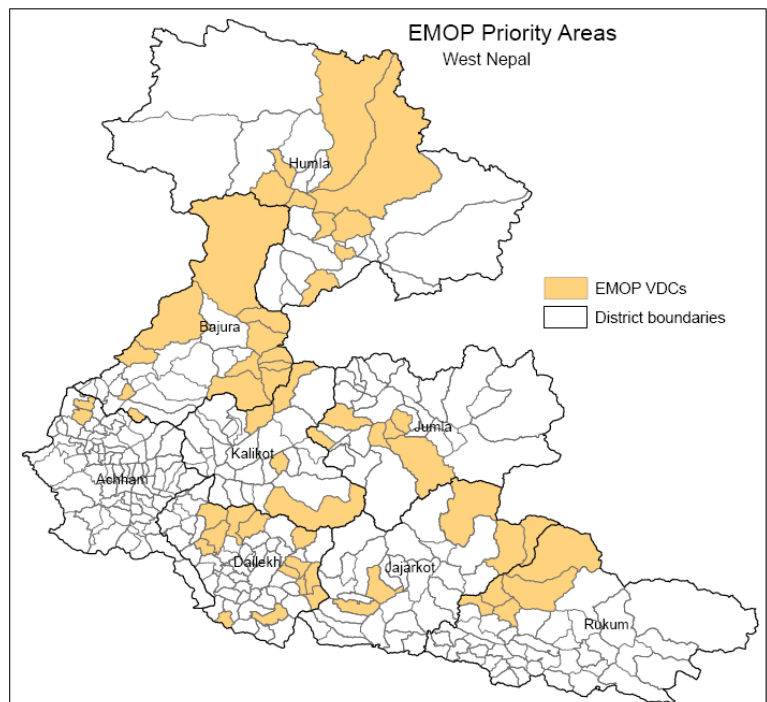 EMOP Priority Areas
West Nepal
Humla
EMOP VDCs
District boundaries
Bajura
Jumla
Kalikot
Achham
Dailekh
Jajarkot
Rukum